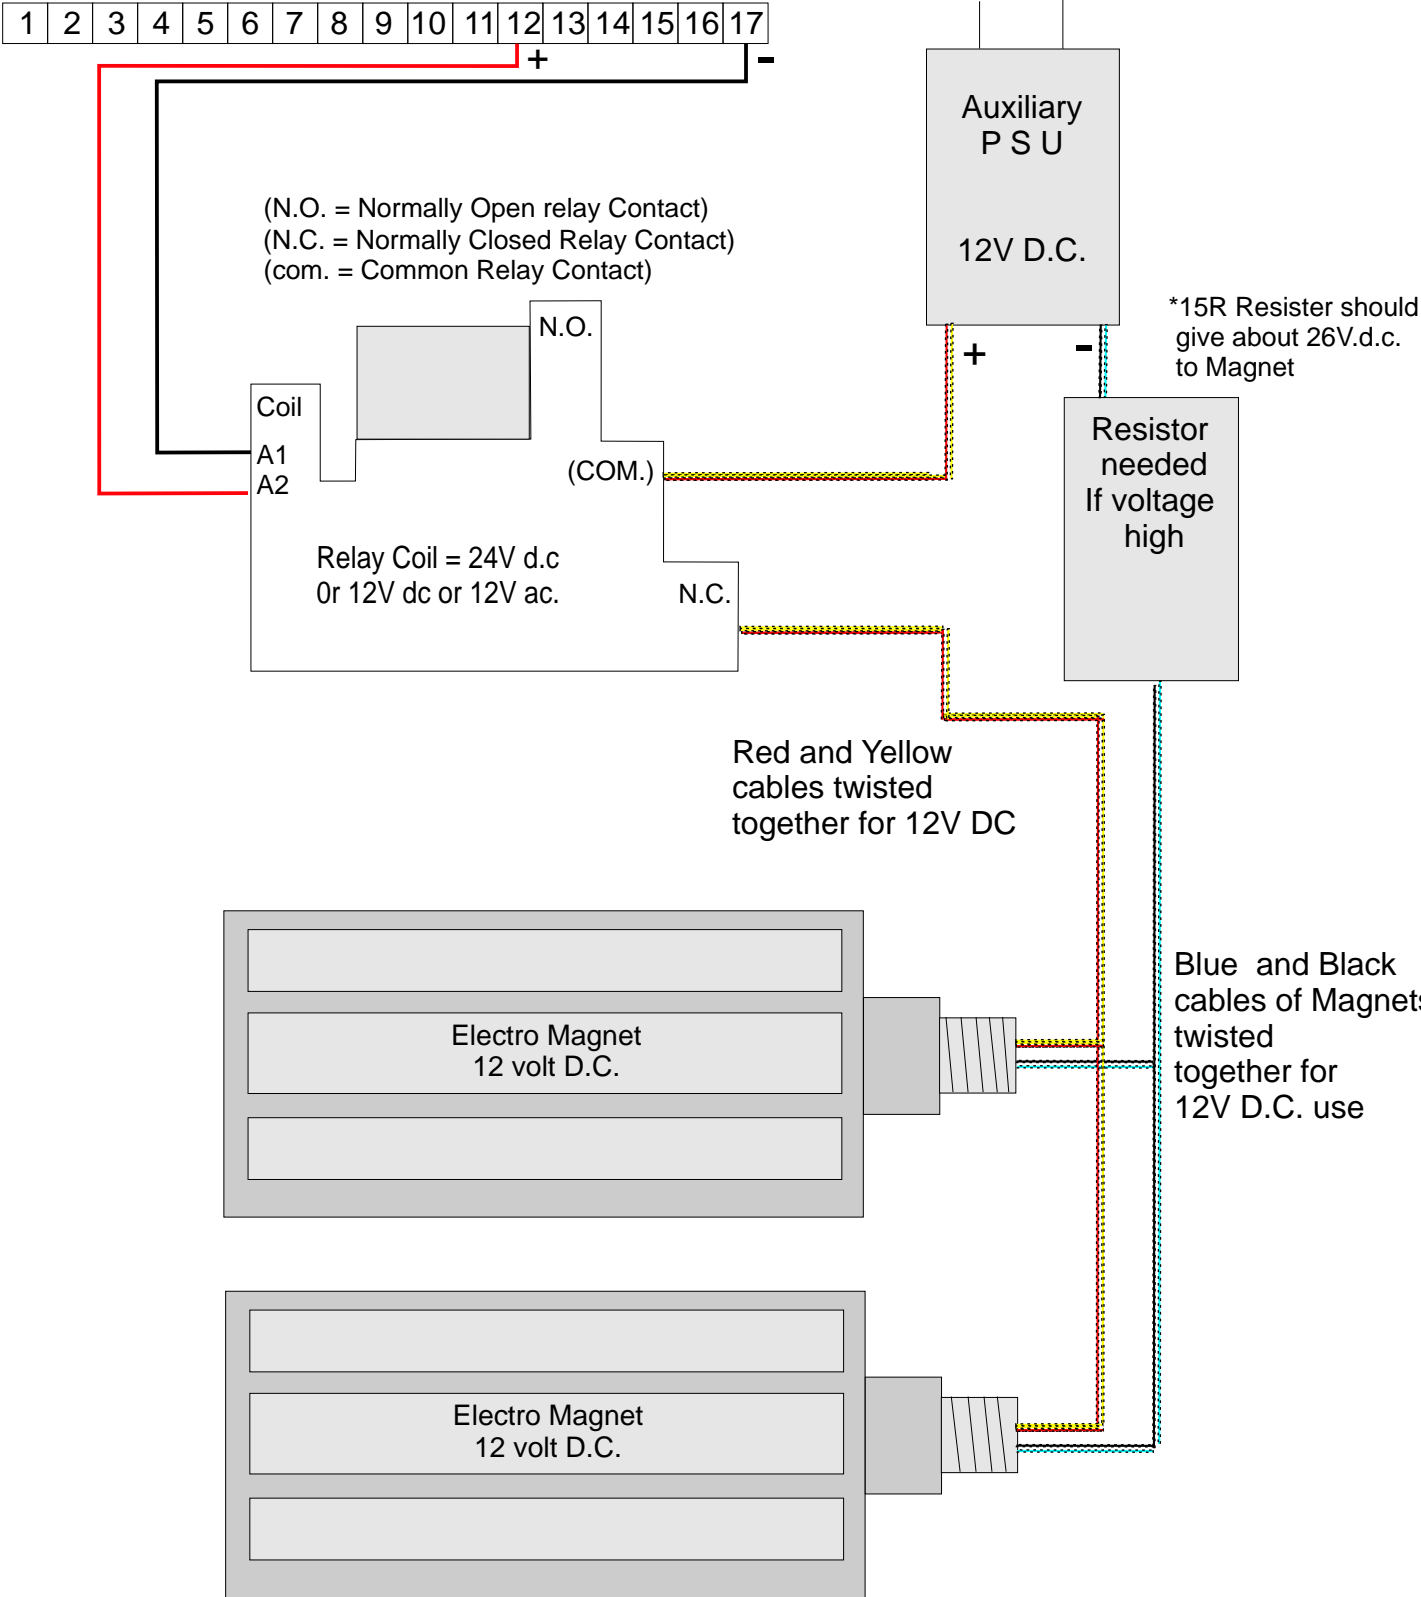 1 2 3 4 5 6 7 8 9 10 11 12 13 14 15 16 17
+ -
Auxiliary
P S U
12V D.C.
(N.O. = Normally Open relay Contact)
(N.C. = Normally Closed Relay Contact)
(com. = Common Relay Contact)
*15R Resister should
give about 26V.d.c.
to Magnet
+ -
N.O.
Coil
A1
A2
(COM.)
Resistor
needed
If voltage
high
Relay Coil = 24V d.c
0r 12V dc or 12V ac.
N.C.
Red and Yellow
cables twisted
together for 12V DC
Blue and Black
cables of Magnets
twisted
together for
12V D.C. use
Electro Magnet
12 volt D.C.
Electro Magnet
12 volt D.C.